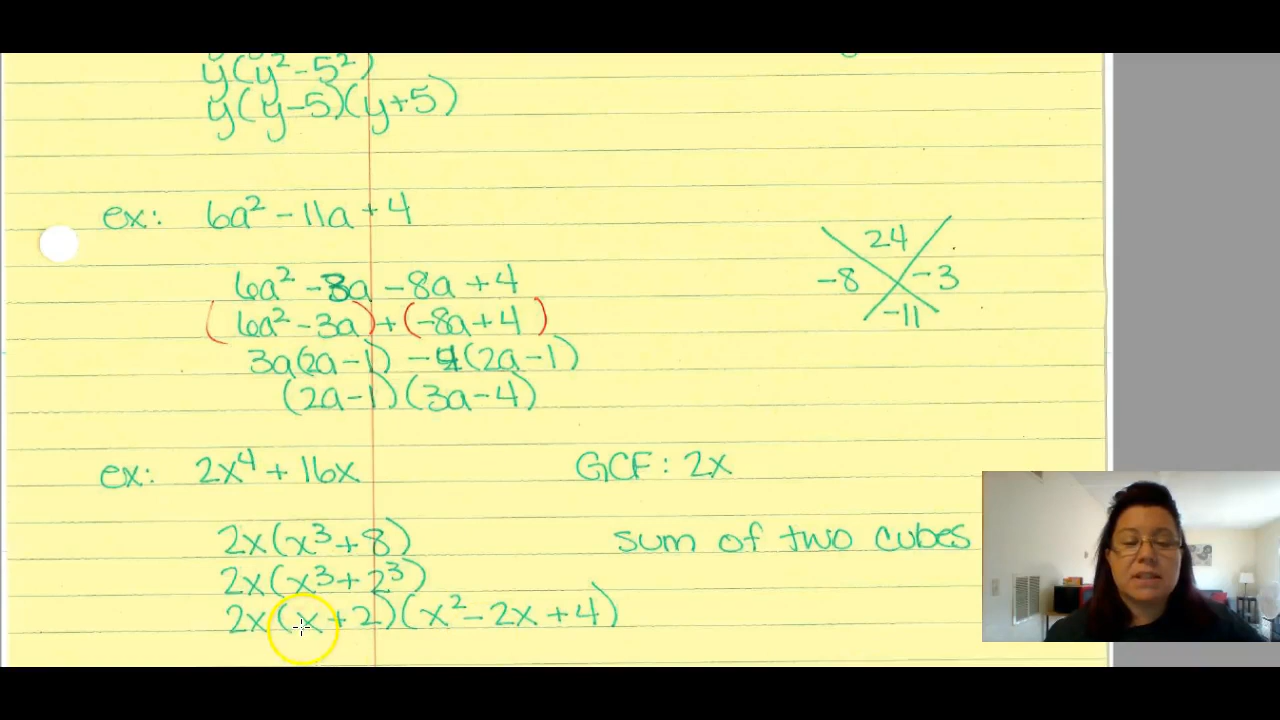 y(y² - 5²)
y(y-5)(y+5)
ex: 6a² - 11a + 4
6a² - 3a - 8a + 4
(6a² - 3a) + (-8a + 4)
3a(2a - 1) - 4(2a - 1)
(2a - 1)(3a - 4)
24
-8 -3
-11
ex: 2x⁴ + 16x GCF: 2x
2x(x³ + 8) sum of two cubes
2x(x³ + 2³)
2x(x + 2)(x² - 2x + 4)